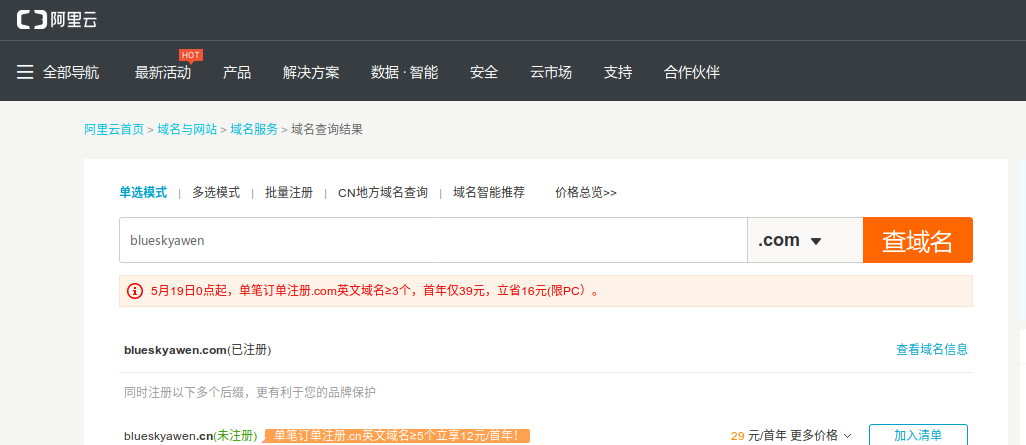 阿里云
全部导航 最新活动 HOT 产品 解决方案 数据 · 智能 安全 云市场 支持 合作伙伴
阿里云首页 > 域名与网站 > 域名服务 > 域名查询结果
单选模式 | 多选模式 | 批量注册 | CN地方域名查询 | 域名智能推荐 价格总览>>
blueskyawen .com 查域名
5月19日0点起，单笔订单注册.com英文域名≥3个，首年仅39元，立省16元(限PC）。
blueskyawen.com(已注册) 查看域名信息
同时注册以下多个后缀，更有利于您的品牌保护
blueskyawen.cn(未注册) 单笔订单注册.cn英文域名≥5个立享12元/首年！ 29 元/首年 更多价格 加入清单